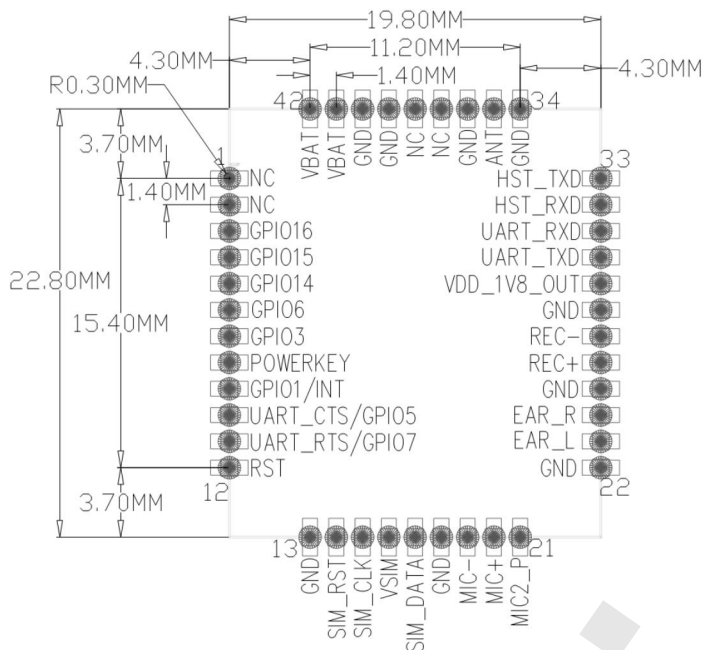 19.80MM
11.20MM
4.30MM
1.40MM
4.30MM
R0.30MM
42
34
VBAT
VBAT
GND
GND
NC
NC
GND
ANT
GND
3.70MM
1
33
NC
HST_TXD
1.40MM
NC
HST_RXD
GPIO16
UART_RXD
GPIO15
UART_TXD
22.80MM
GPIO14
VDD_1V8_OUT
GPIO6
GND
15.40MM
GPIO3
REC-
POWERKEY
REC+
GPIO1/INT
GND
UART_CTS/GPIO5
EAR_R
UART_RTS/GPIO7
EAR_L
RST
GND
12
22
3.70MM
13
21
GND
SIM_RST
SIM_CLK
VSIM
SIM_DATA
GND
MIC-
MIC+
MIC2_P